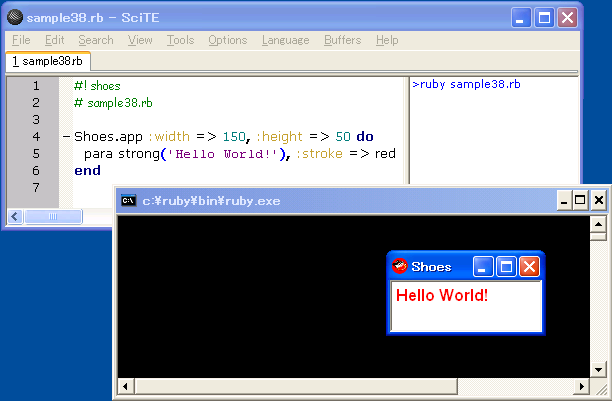 sample38.rb - SciTE
File Edit Search View Tools Options Language Buffers Help
1 sample38.rb
1 #! shoes
2 # sample38.rb
3
4 Shoes.app :width => 150, :height => 50 do
5 para strong('Hello World!'), :stroke => red
6 end
7
>ruby sample38.rb
c:¥ruby¥bin¥ruby.exe
Shoes
Hello World!